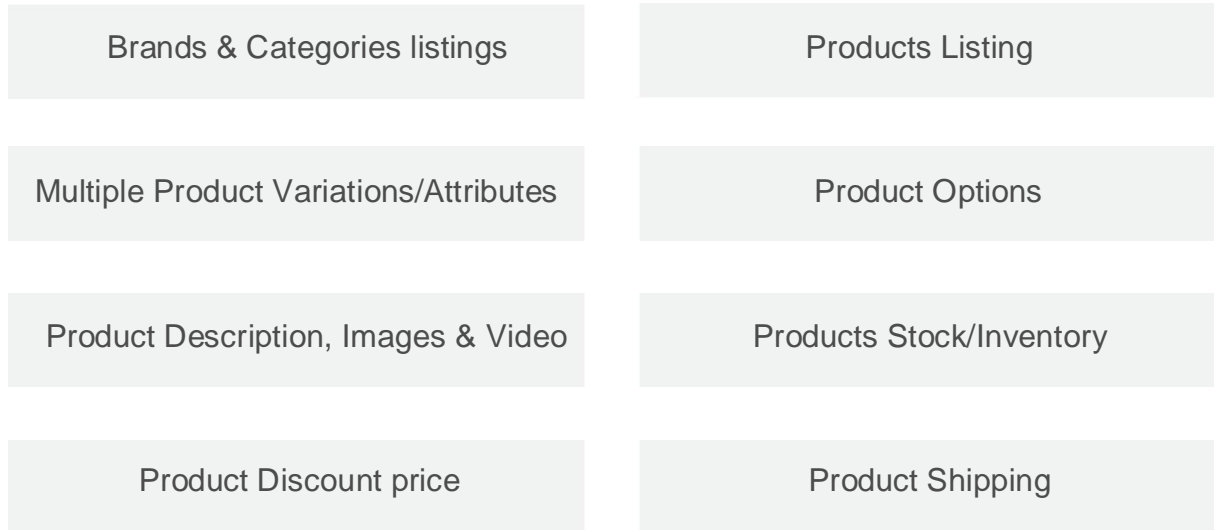 Brands & Categories listings
Products Listing
Multiple Product Variations/Attributes
Product Options
Product Description, Images & Video
Products Stock/Inventory
Product Discount price
Product Shipping